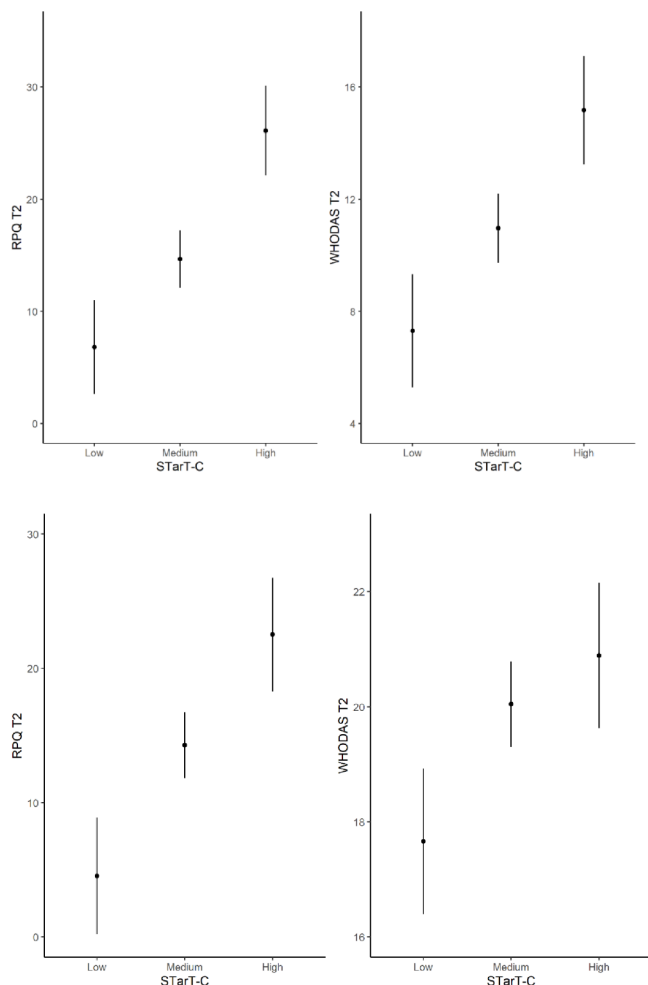 RPQ T2
30
20
10
0
Low Medium High
STarT-C
WHODAS T2
16
12
8
4
Low Medium High
STarT-C
RPQ T2
30
20
10
0
Low Medium High
STarT-C
WHODAS T2
22
20
18
16
Low Medium High
STarT-C